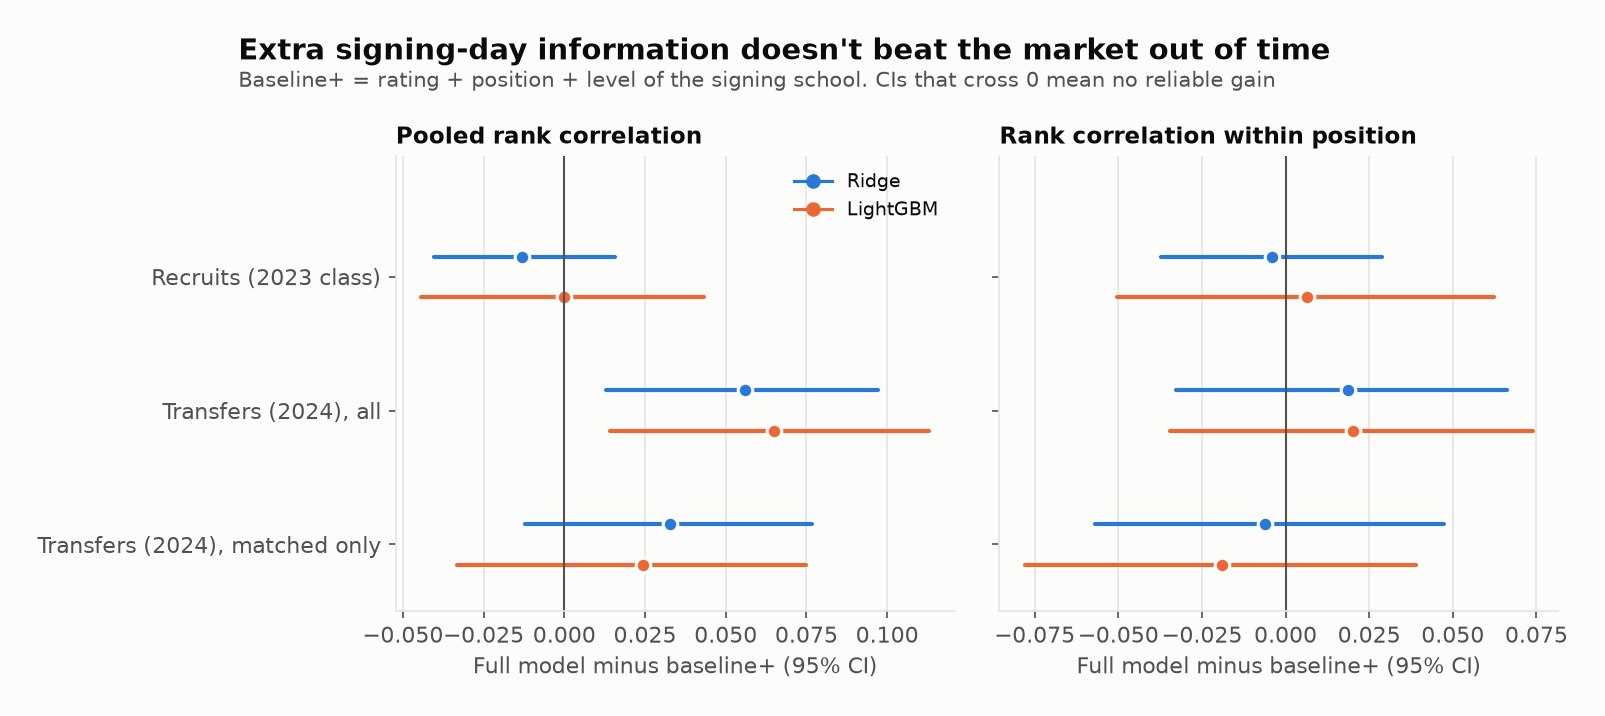 Extra signing-day information doesn't beat the market out of time
Baseline+ = rating + position + level of the signing school. CIs that cross 0 mean no reliable gain
Pooled rank correlation
Ridge
LightGBM
Recruits (2023 class)
Transfers (2024), all
Transfers (2024), matched only
−0.050 −0.025 0.000 0.025 0.050 0.075 0.100
Full model minus baseline+ (95% CI)
Rank correlation within position
−0.075 −0.050 −0.025 0.000 0.025 0.050 0.075
Full model minus baseline+ (95% CI)